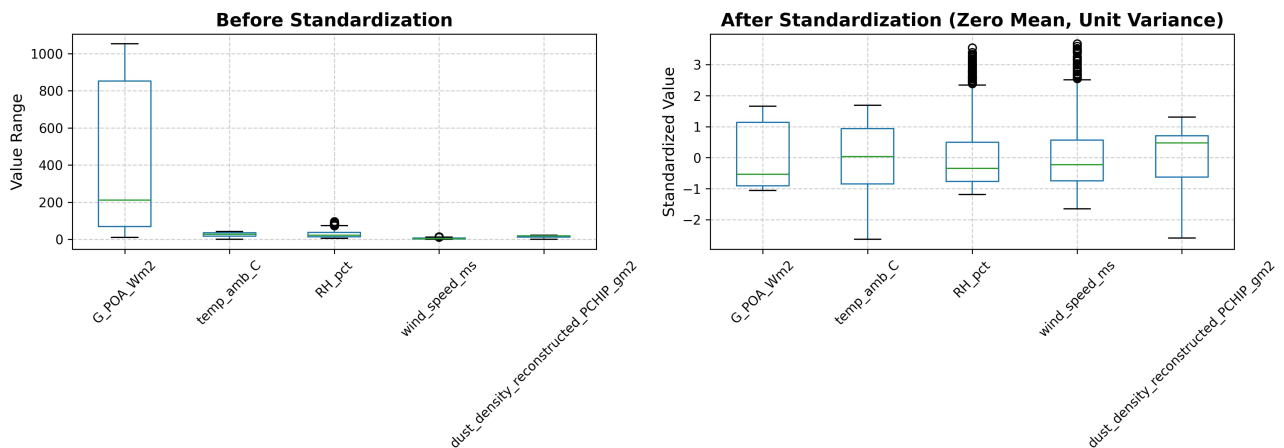 Before Standardization
Value Range
1000
800
600
400
200
0
G_POA_Wm2
temp_amb_C
RH_pct
wind_speed_ms
dust_density_reconstructed_PCHIP_gm2
After Standardization (Zero Mean, Unit Variance)
Standardized Value
3
2
1
0
−1
−2
G_POA_Wm2
temp_amb_C
RH_pct
wind_speed_ms
dust_density_reconstructed_PCHIP_gm2